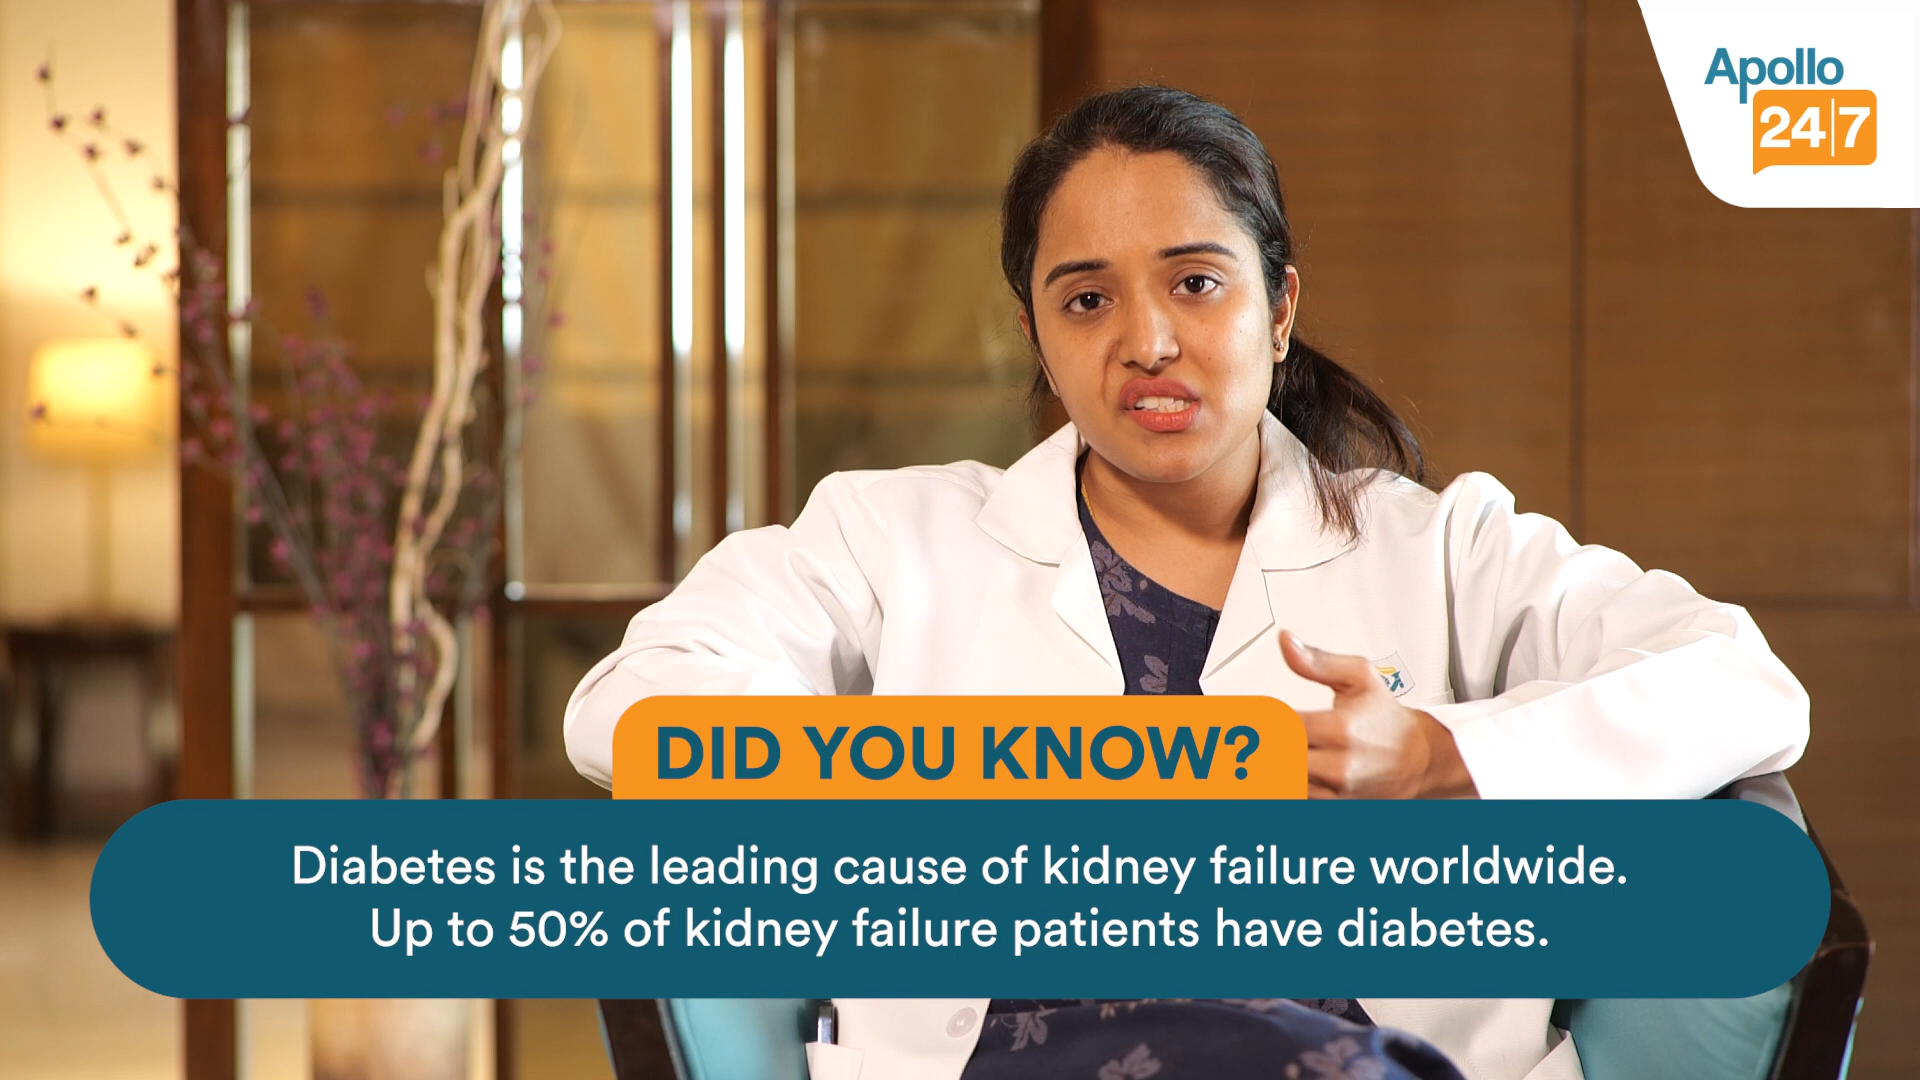 Apollo
24|7
DID YOU KNOW?
Diabetes is the leading cause of kidney failure worldwide.
Up to 50% of kidney failure patients have diabetes.